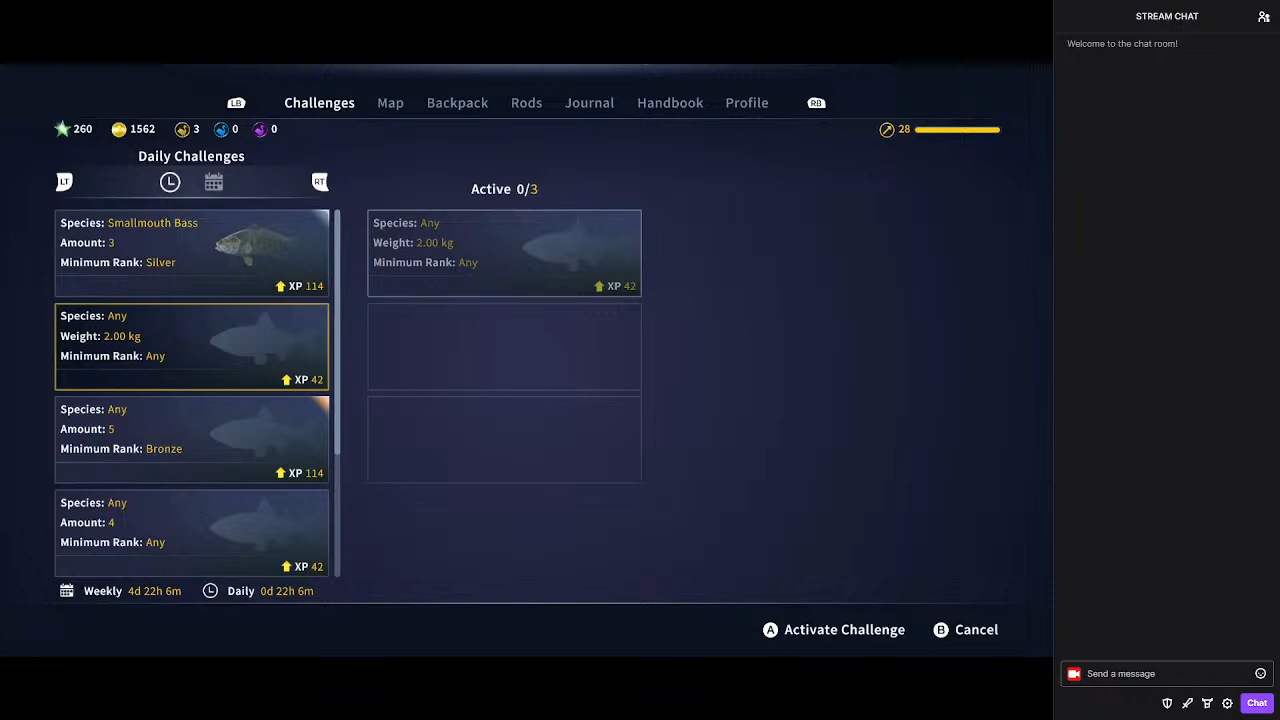 STREAM CHAT
Welcome to the chat room!
LB Challenges Map Backpack Rods Journal Handbook Profile RB
260 1562 3 0 0 28
Daily Challenges
LT RT
Active 0/3
Species: Smallmouth Bass
Amount: 3
Minimum Rank: Silver
XP 114
Species: Any
Weight: 2.00 kg
Minimum Rank: Any
XP 42
Species: Any
Amount: 5
Minimum Rank: Bronze
XP 114
Species: Any
Amount: 4
Minimum Rank: Any
XP 42
Species: Any
Weight: 2.00 kg
Minimum Rank: Any
XP 42
Weekly 4d 22h 6m Daily 0d 22h 6m
A Activate Challenge B Cancel
Send a message
Chat